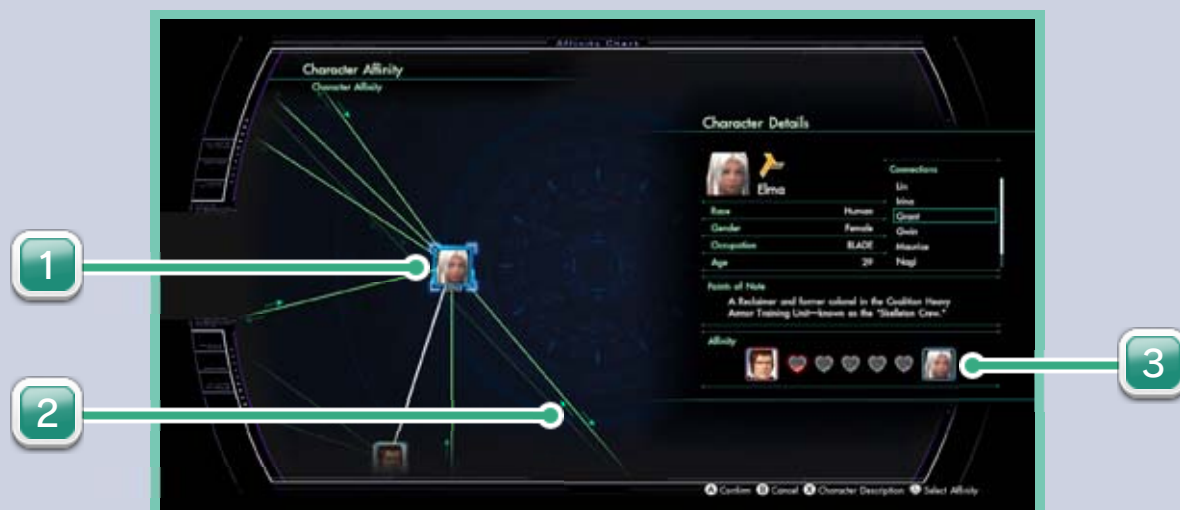 Affinity Chart
Character Affinity
Character Affinity
Character Details
Elma
Connections
Lin
Irina
Grant
Gwin
Maurice
Nagi
Race Human
Gender Female
Occupation BLADE
Age 29
Points of Note
A Reclaimer and former colonel in the Coalition Heavy
Armor Training Unit—known as the "Skeleton Crew."
Affinity
A Confirm B Cancel X Character Description L Select Affinity
1
2
3